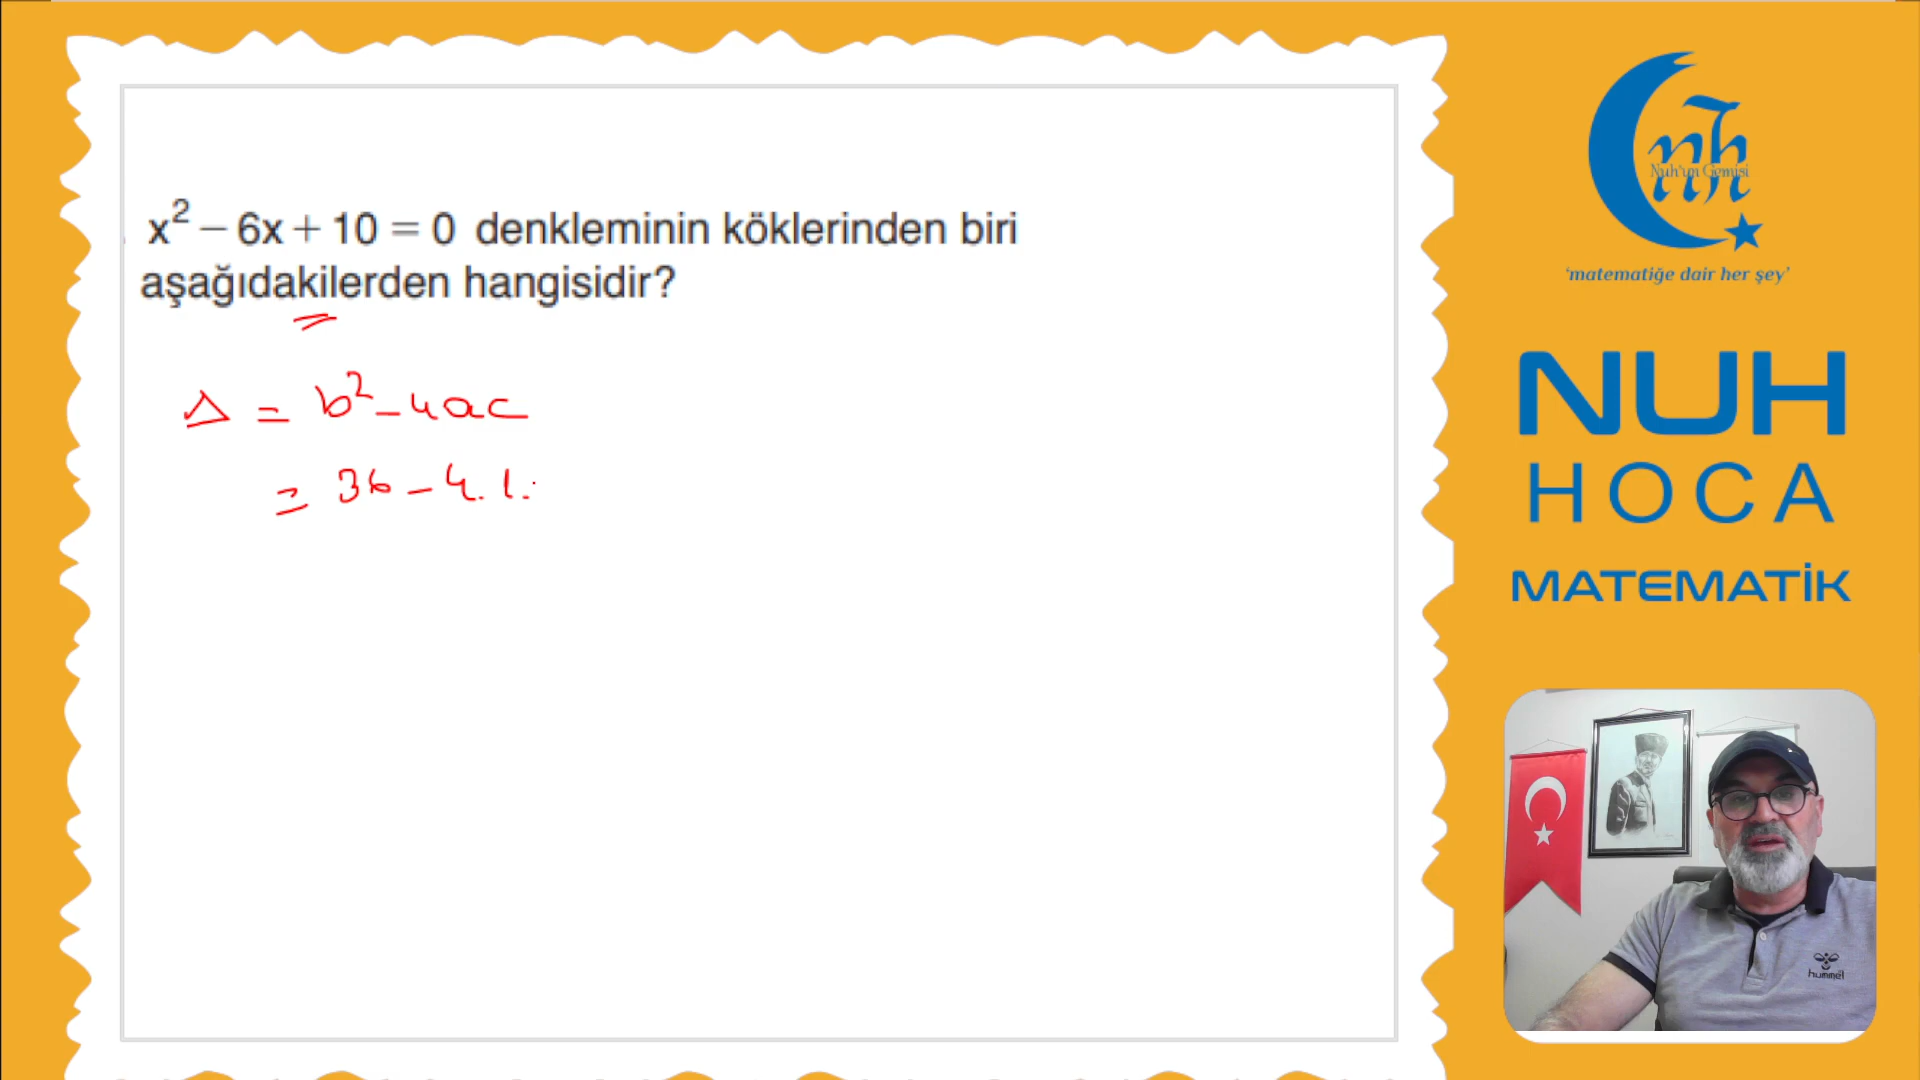 x² − 6x + 10 = 0 denkleminin köklerinden biri
aşağıdakilerden hangisidir?
Δ = b² − 4ac
= 36 − 4.1.
nh
Nuh'un Gemisi
'matematiğe dair her şey'
NUH
HOCA
MATEMATİK
hummel